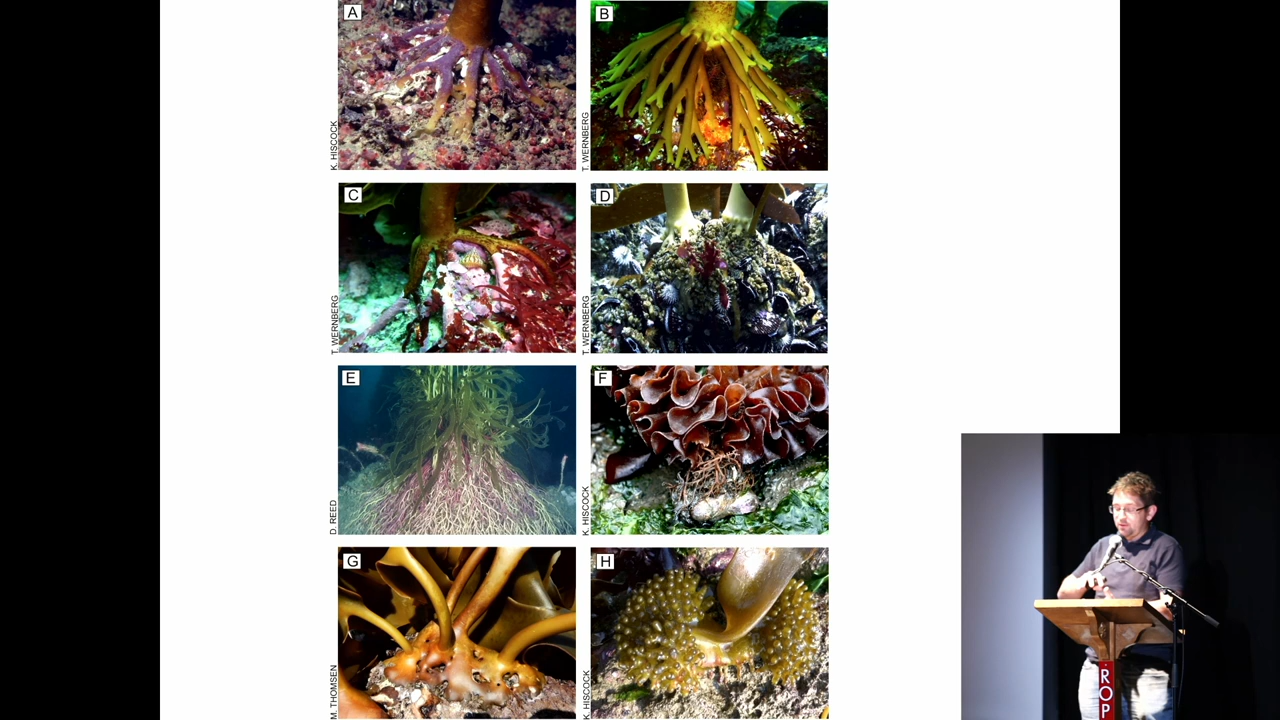 A
B
K. HISCOCK
T. WERNBERG
C
D
T. WERNBERG
T. WERNBERG
E
F
D. REED
K. HISCOCK
G
H
M. THOMSEN
K. HISCOCK
ROP